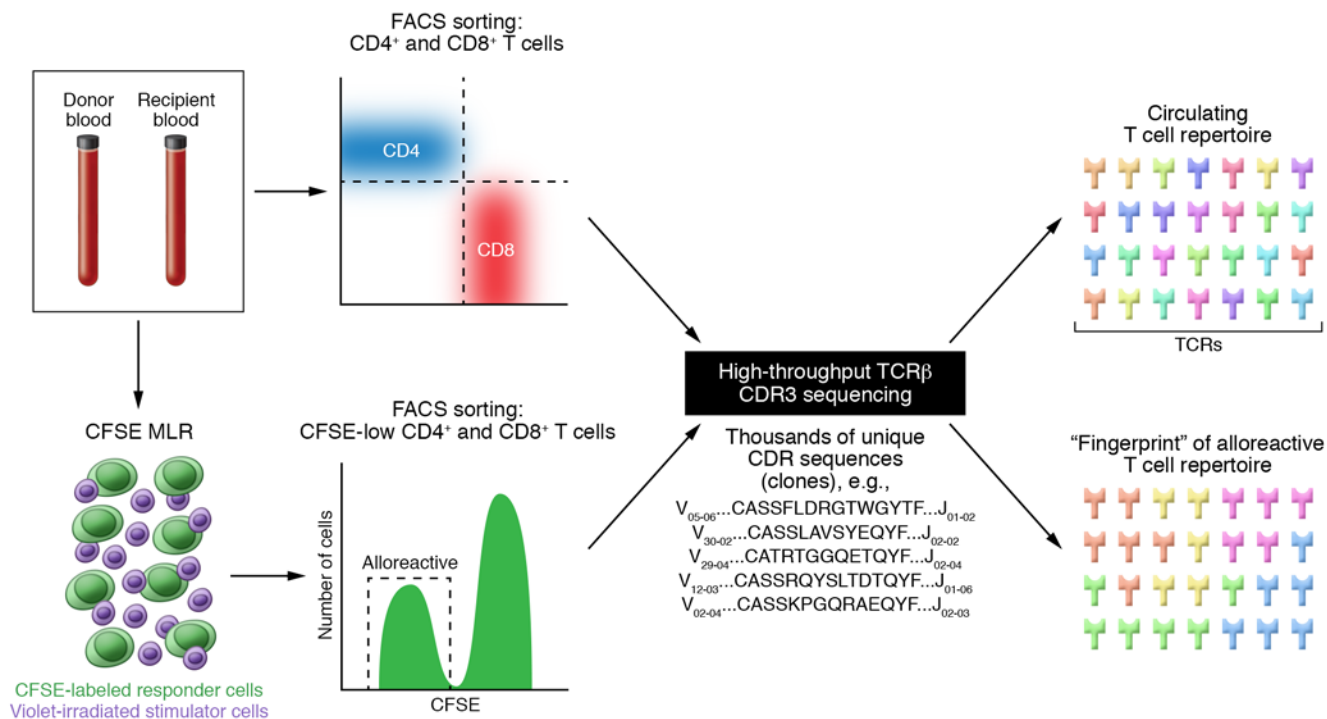 FACS sorting:
CD4⁺ and CD8⁺ T cells
Donor
blood
Recipient
blood
CD4
CD8
CFSE MLR
CFSE-labeled responder cells
Violet-irradiated stimulator cells
FACS sorting:
CFSE-low CD4⁺ and CD8⁺ T cells
Number of cells
Alloreactive
CFSE
High-throughput TCRβ
CDR3 sequencing
Thousands of unique
CDR sequences
(clones), e.g.,
V₀₅₋₀₆...CASSFLDRGTWGYTF...J₀₁₋₀₂
V₃₀₋₀₂...CASSLAVSYEQYF...J₀₂₋₀₂
V₂₉₋₀₄...CATRTGGQETQYF...J₀₂₋₀₄
V₁₂₋₀₃...CASSRQYSLTDTQYF...J₀₁₋₀₆
V₀₂₋₀₄...CASSKPGQRAEQYF...J₀₂₋₀₃
Circulating
T cell repertoire
TCRs
“Fingerprint” of alloreactive
T cell repertoire